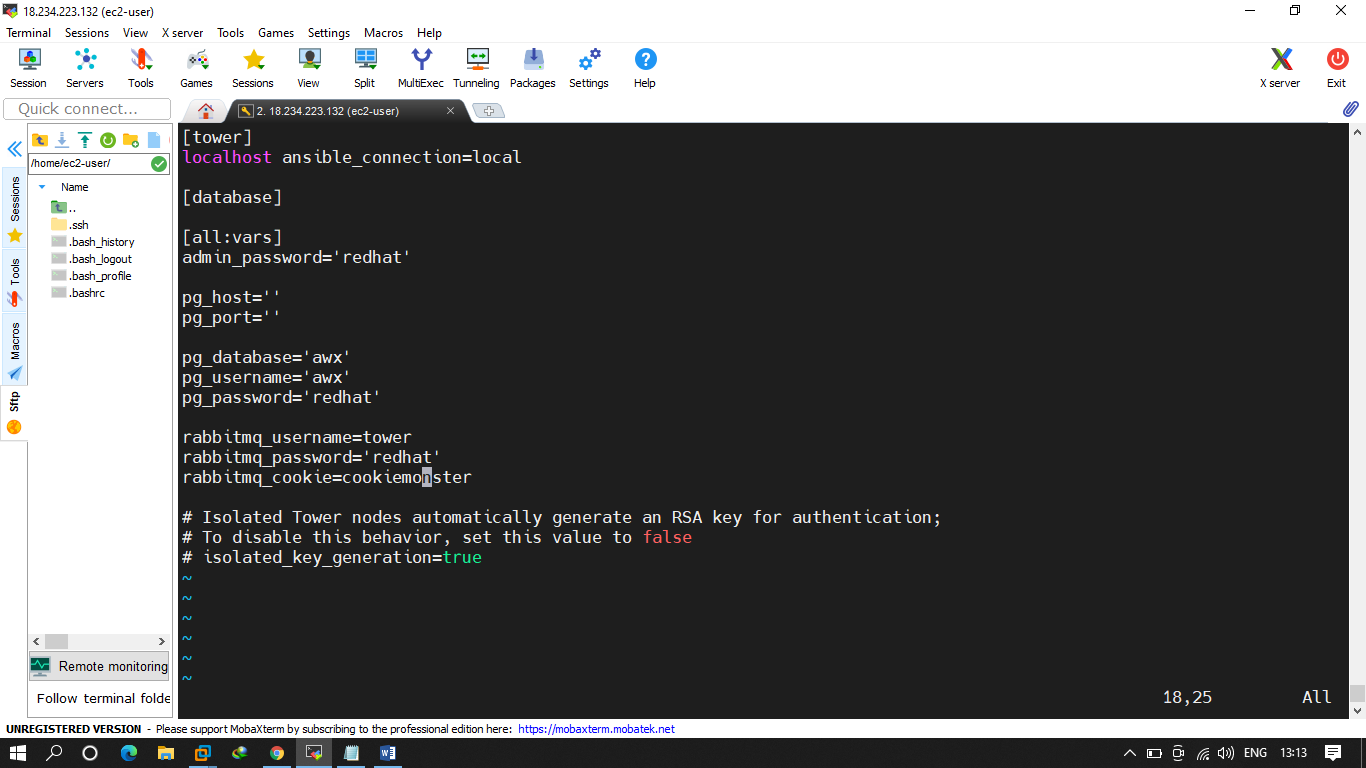 18.234.223.132 (ec2-user)
Terminal Sessions View X server Tools Games Settings Macros Help
Session Servers Tools Games Sessions View Split MultiExec Tunneling Packages Settings Help X server Exit
Quick connect...
2. 18.234.223.132 (ec2-user)
/home/ec2-user/
Name
..
.ssh
.bash_history
.bash_logout
.bash_profile
.bashrc
Sessions
Tools
Macros
Sftp
Remote monitoring
Follow terminal folde
[tower]
localhost ansible_connection=local
[database]
[all:vars]
admin_password='redhat'
pg_host=''
pg_port=''
pg_database='awx'
pg_username='awx'
pg_password='redhat'
rabbitmq_username=tower
rabbitmq_password='redhat'
rabbitmq_cookie=cookiemonster
# Isolated Tower nodes automatically generate an RSA key for authentication;
# To disable this behavior, set this value to false
# isolated_key_generation=true
~
~
~
~
~
~
18,25 All
UNREGISTERED VERSION - Please support MobaXterm by subscribing to the professional edition here: https://mobaxterm.mobatek.net
ENG 13:13